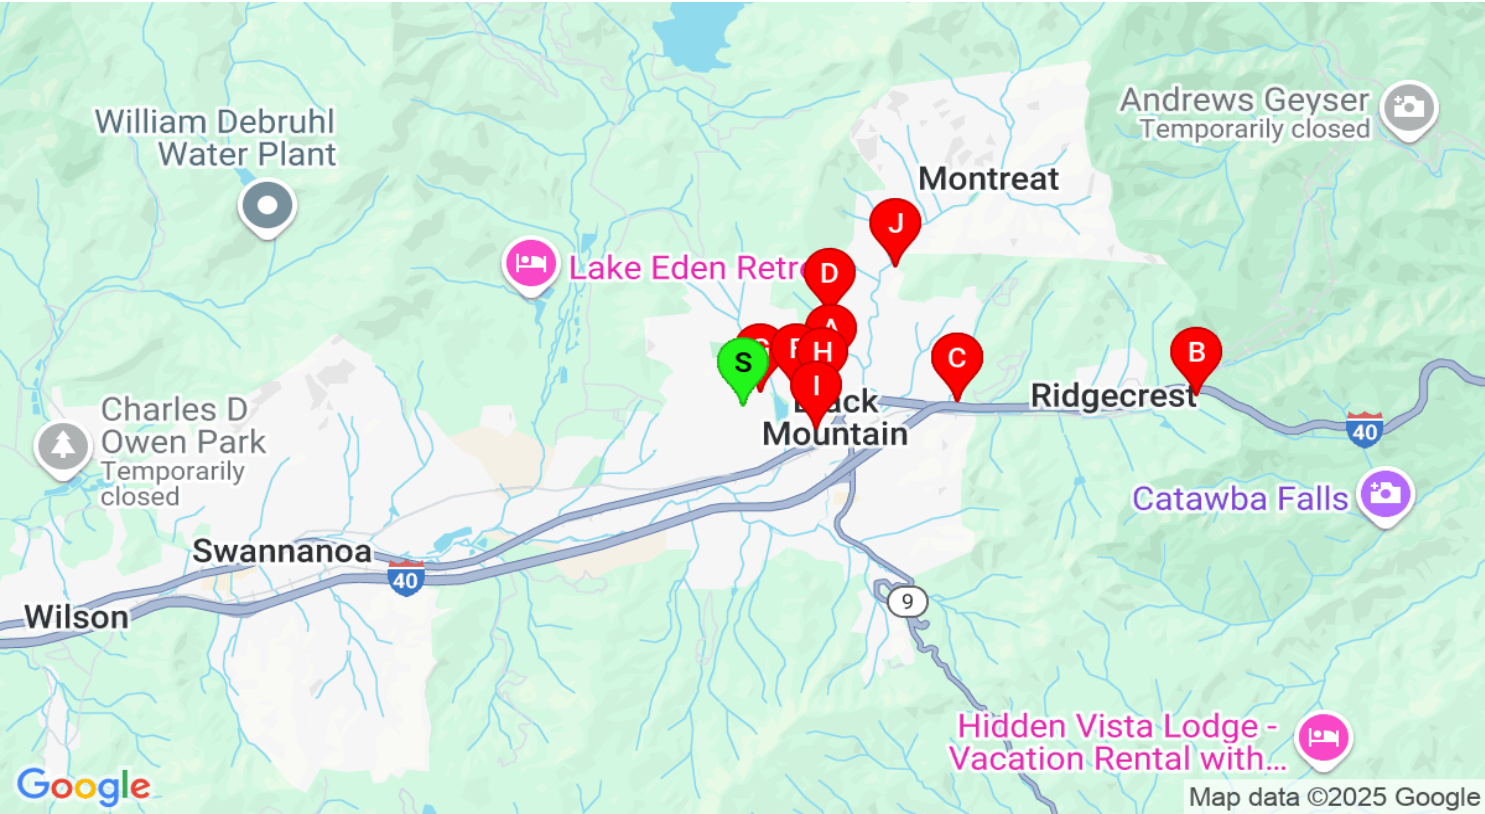 Andrews Geyser
Temporarily closed
William Debruhl
Water Plant
Montreat
J
Lake Eden Retr
D
A
G
F
H
S
I
C
B
Black
Mountain
Ridgecrest
40
Charles D
Owen Park
Temporarily
closed
Catawba Falls
Swannanoa
40
Wilson
9
Hidden Vista Lodge -
Vacation Rental with...
Google
Map data ©2025 Google